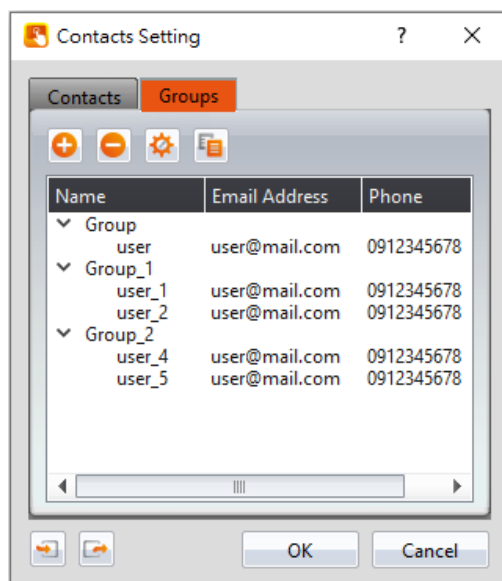 Contacts Setting ?
Contacts Groups
Name Email Address Phone
Group
user user@mail.com 0912345678
Group_1
user_1 user@mail.com 0912345678
user_2 user@mail.com 0912345678
Group_2
user_4 user@mail.com 0912345678
user_5 user@mail.com 0912345678
OK Cancel